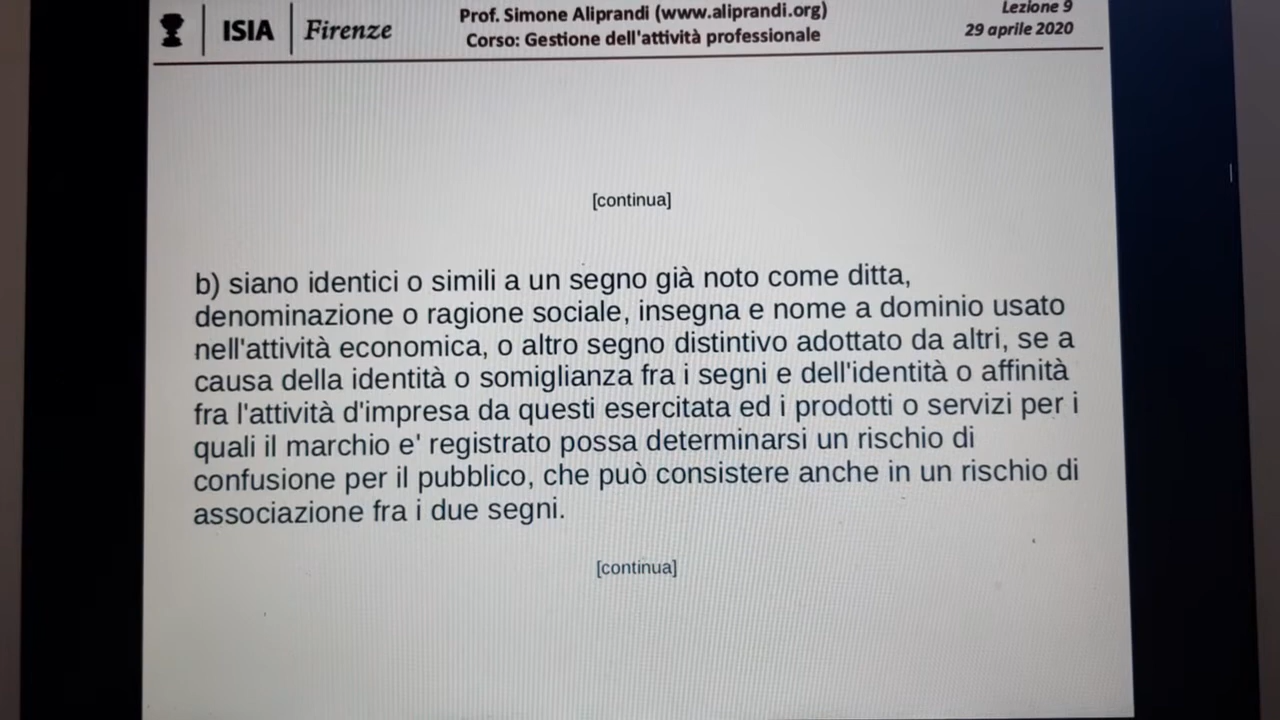 ISIA Firenze
Prof. Simone Aliprandi (www.aliprandi.org)
Corso: Gestione dell'attività professionale
Lezione 9
29 aprile 2020
[continua]
b) siano identici o simili a un segno già noto come ditta,
denominazione o ragione sociale, insegna e nome a dominio usato
nell'attività economica, o altro segno distintivo adottato da altri, se a
causa della identità o somiglianza fra i segni e dell'identità o affinità
fra l'attività d'impresa da questi esercitata ed i prodotti o servizi per i
quali il marchio e' registrato possa determinarsi un rischio di
confusione per il pubblico, che può consistere anche in un rischio di
associazione fra i due segni.
[continua]